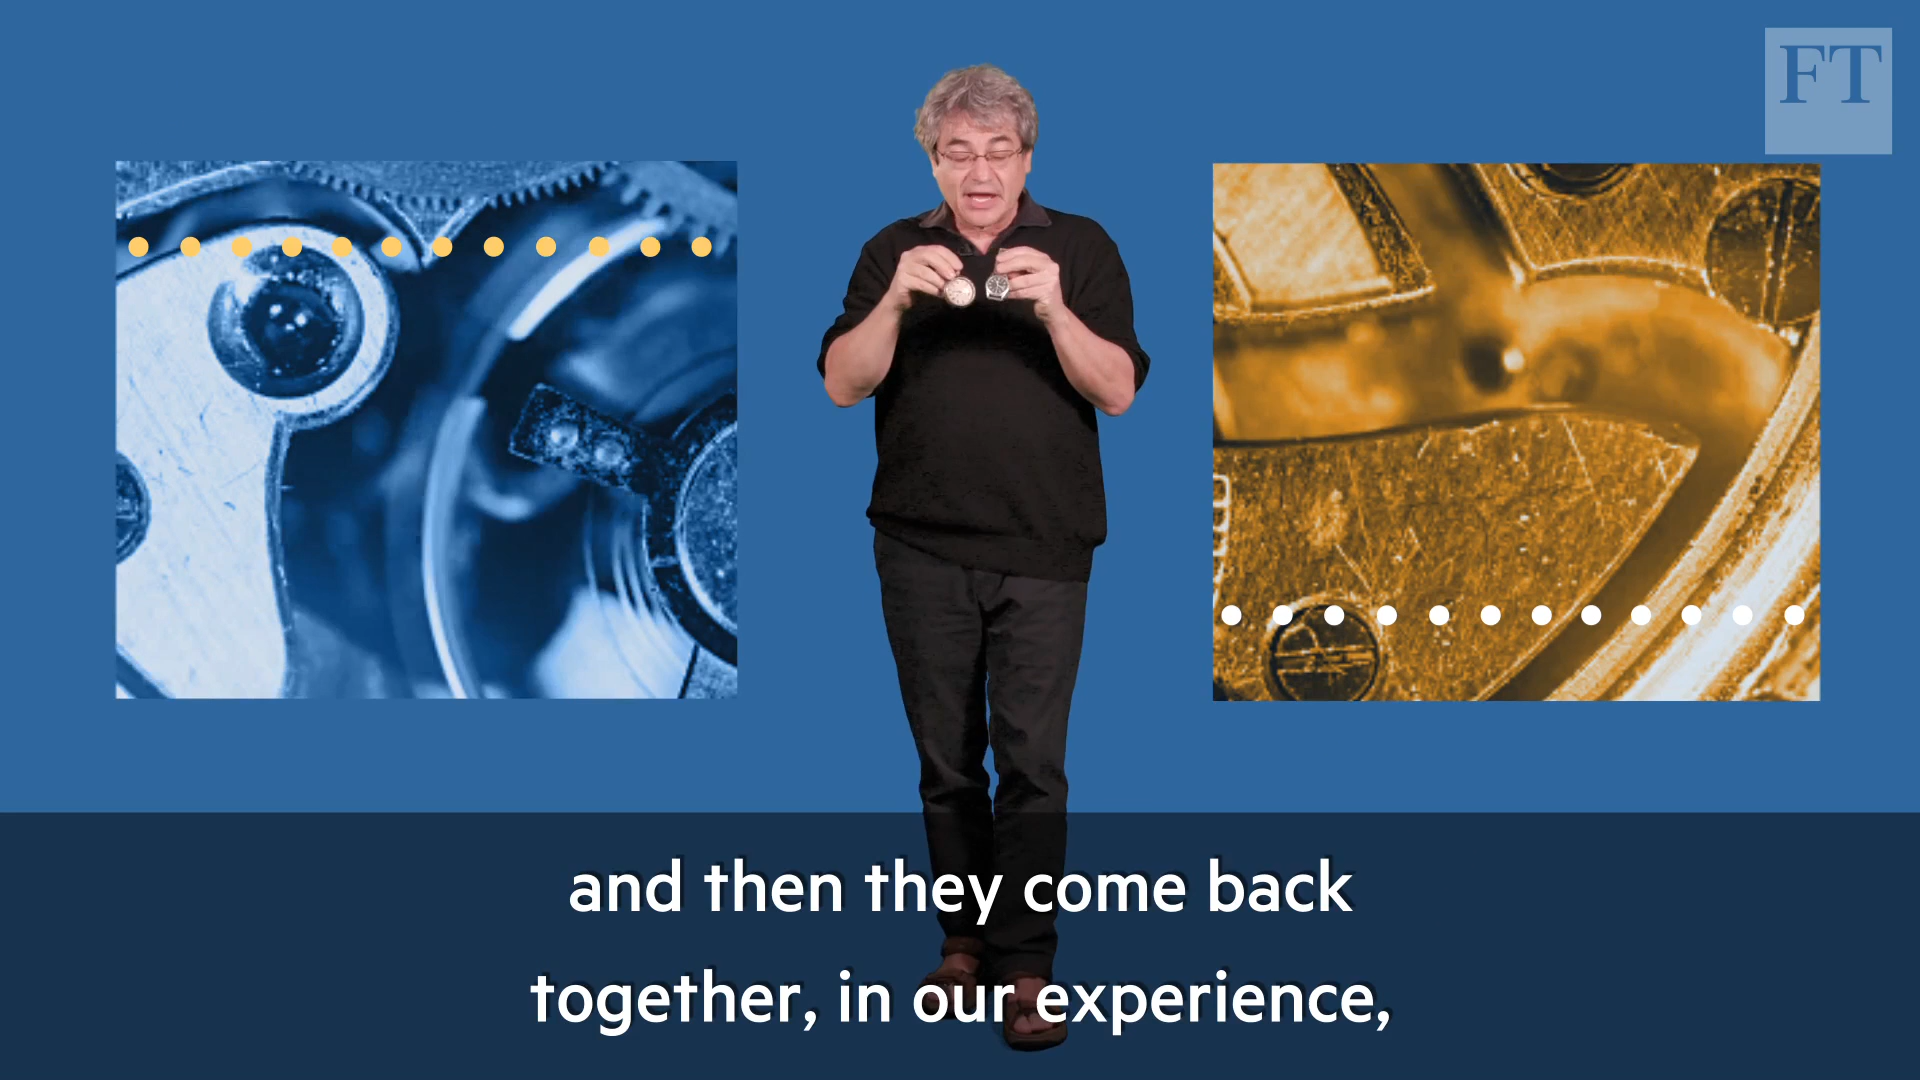 FT
and then they come back
together, in our experience,